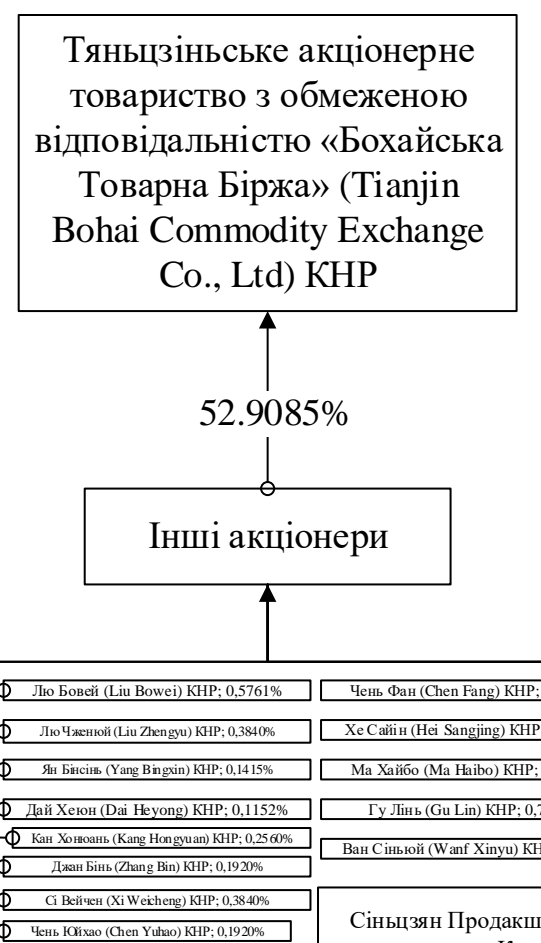 Тяньцзіньське акціонерне
товариство з обмеженою
відповідальністю «Бохайська
Товарна Біржа» (Tianjin
Bohai Commodity Exchange
Co., Ltd) КНР
52.9085%
Інші акціонери
Лю Бовей (Liu Bowei) КНР; 0,5761%
Лю Чженюй (Liu Zhengyu) КНР; 0,3840%
Ян Бінсінь (Yang Bingxin) КНР; 0,1415%
Дай Хеюн (Dai Heyong) КНР; 0,1152%
Кан Хонюань (Kang Hongyuan) КНР; 0,2560%
Джан Бінь (Zhang Bin) КНР; 0,1920%
Сі Вейчен (Xi Weicheng) КНР; 0,3840%
Чень Юйхао (Chen Yuhao) КНР; 0,1920%
Чень Фан (Chen Fang) КНР;
Хе Сайін (Hei Sangjing) КНР
Ма Хайбо (Ma Haibo) КНР;
Гу Лінь (Gu Lin) КНР; 0,
Ван Сіньюй (Wanf Xinyu)
Сіньцзян